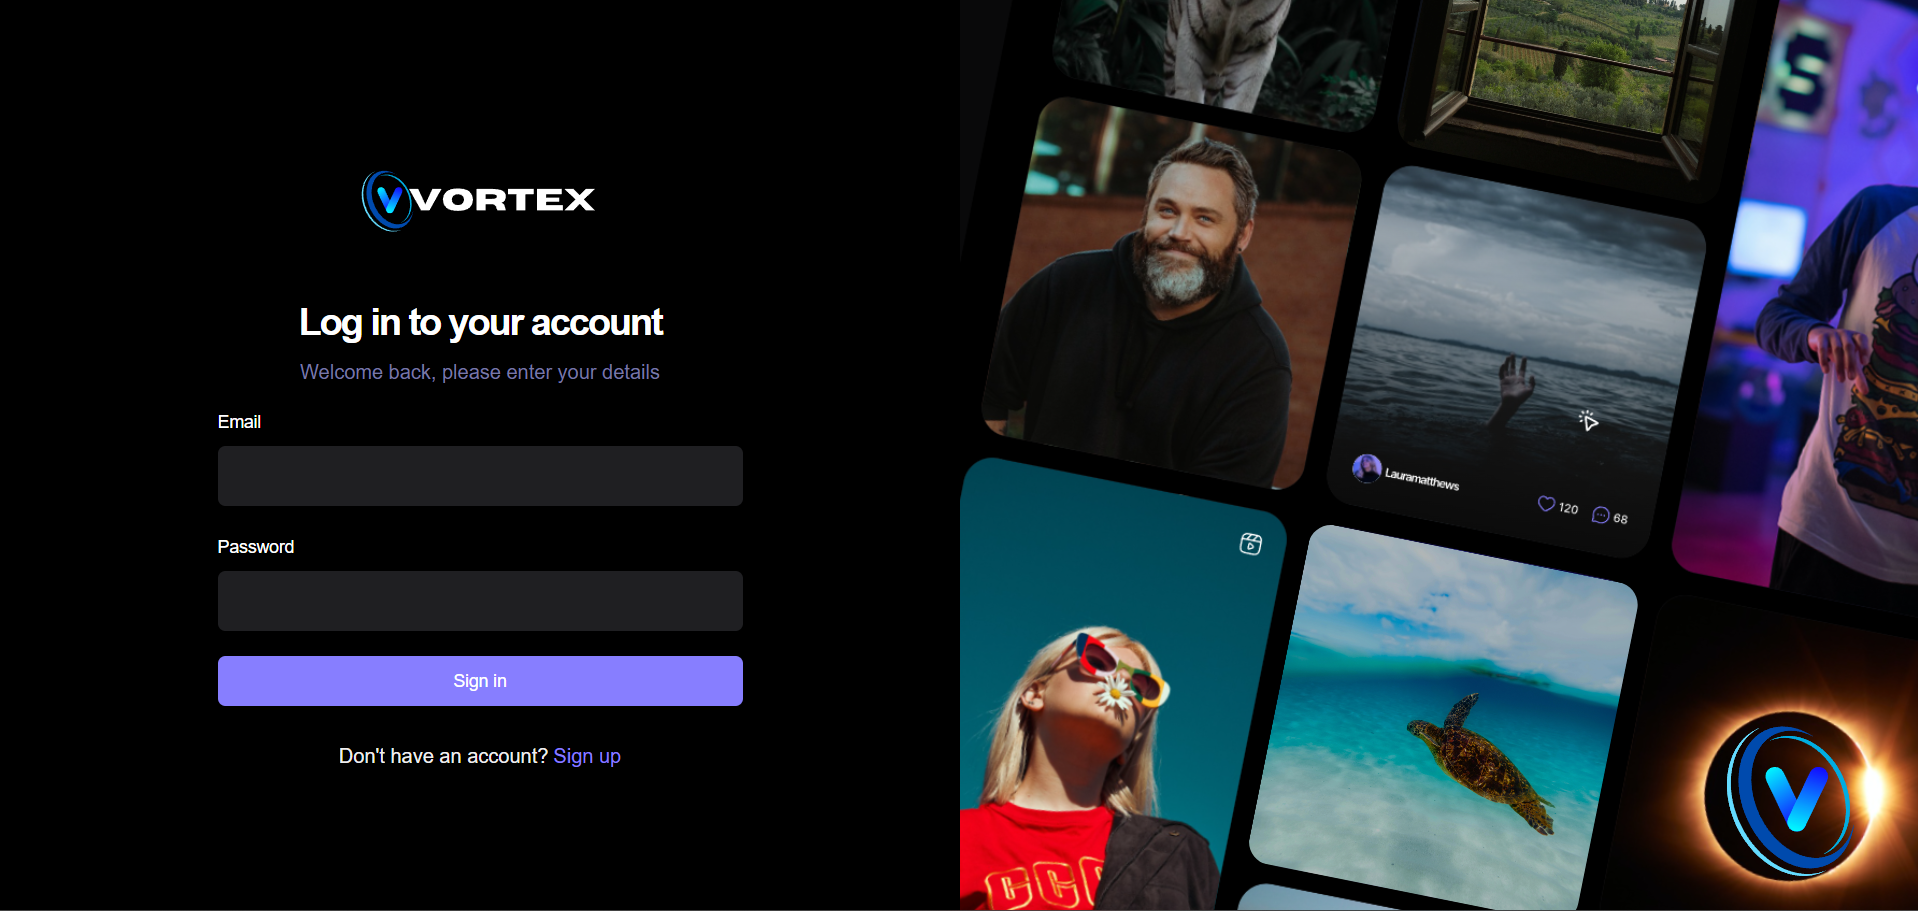 VORTEX
Log in to your account
Welcome back, please enter your details
Email
Password
Sign in
Don't have an account? Sign up
S
Lauramatthews
120
68
V